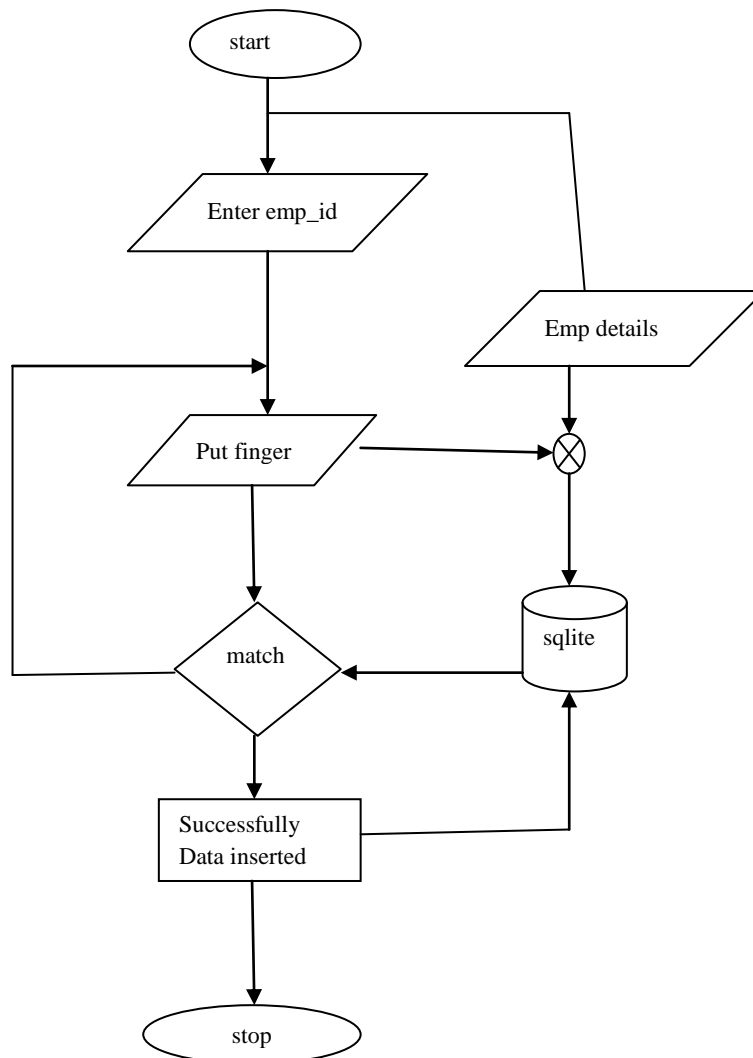 start
Enter emp_id
Emp details
Put finger
sqlite
match
Successfully
Data inserted
stop